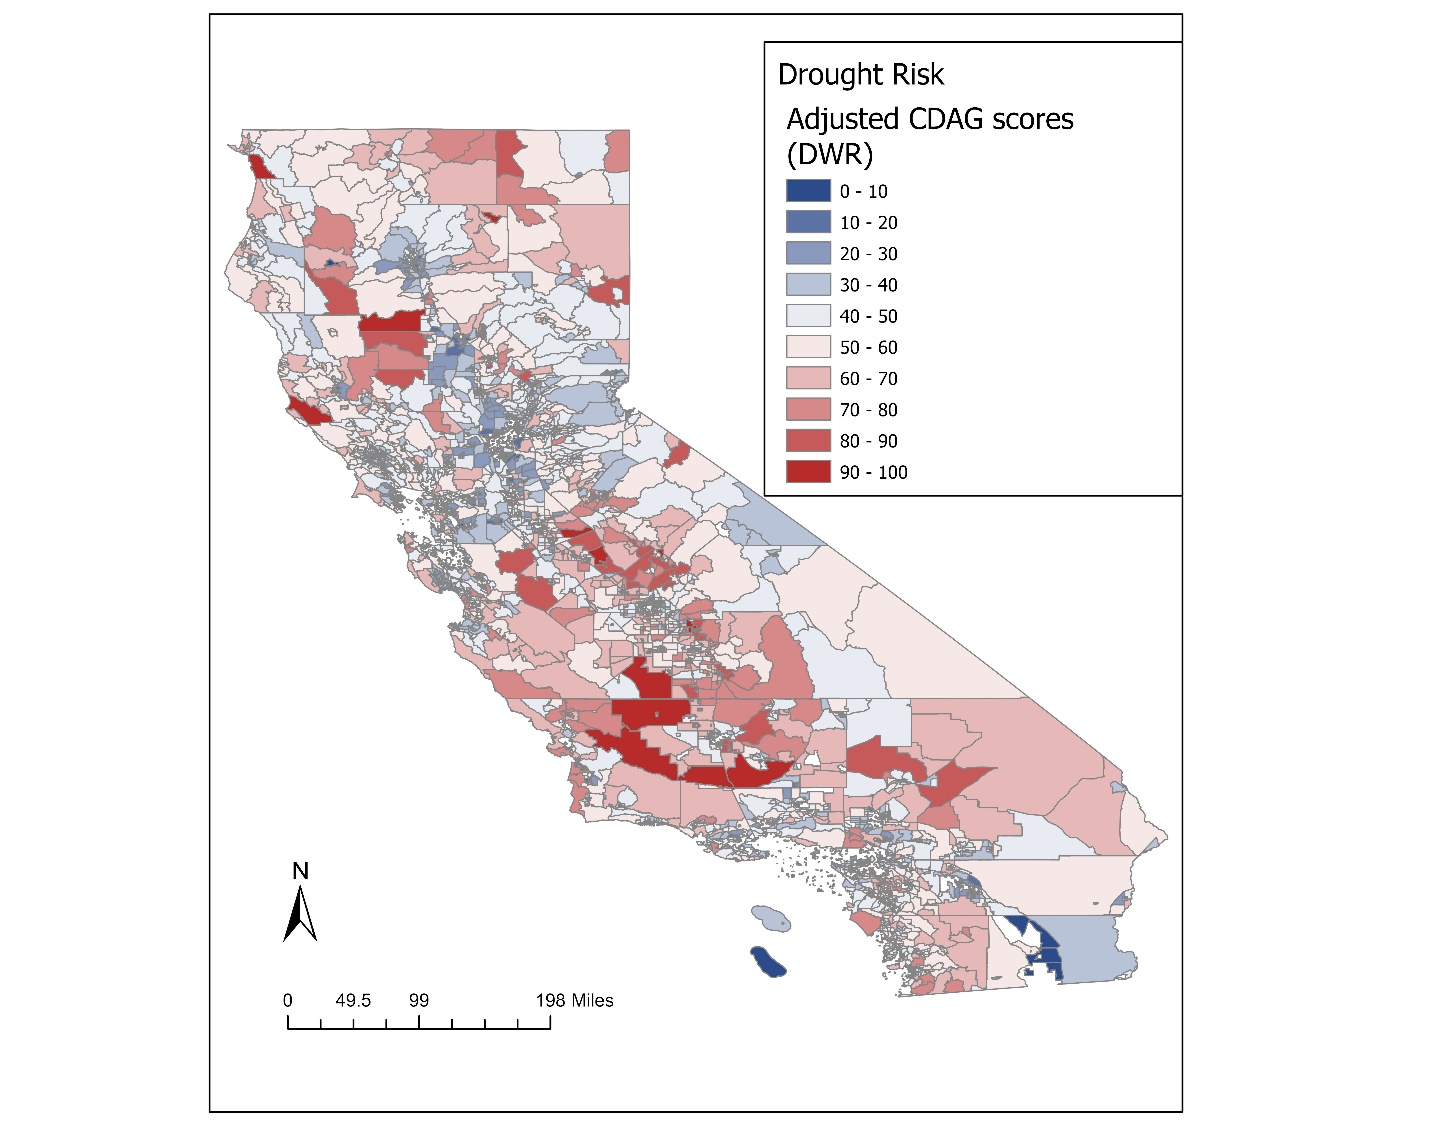 Drought Risk
Adjusted CDAG scores
(DWR)
0 - 10
10 - 20
20 - 30
30 - 40
40 - 50
50 - 60
60 - 70
70 - 80
80 - 90
90 - 100
N
0 49.5 99 198 Miles